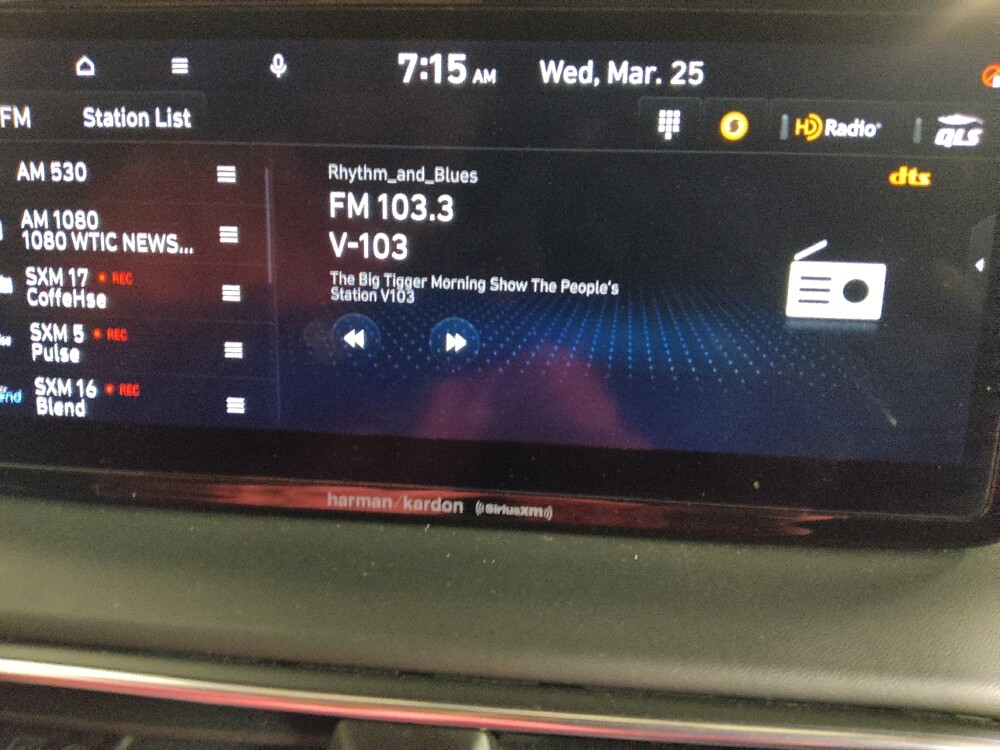 7:15 AM Wed, Mar. 25
FM Station List
HD Radio
QLS
AM 530
AM 1080
1080 WTIC NEWS...
SXM 17 REC
CoffeHse
SXM 5 REC
Pulse
SXM 16 REC
Blend
Rhythm_and_Blues
dts
FM 103.3
V-103
The Big Tigger Morning Show The People's
Station V103
harman/kardon ((SiriusXM))